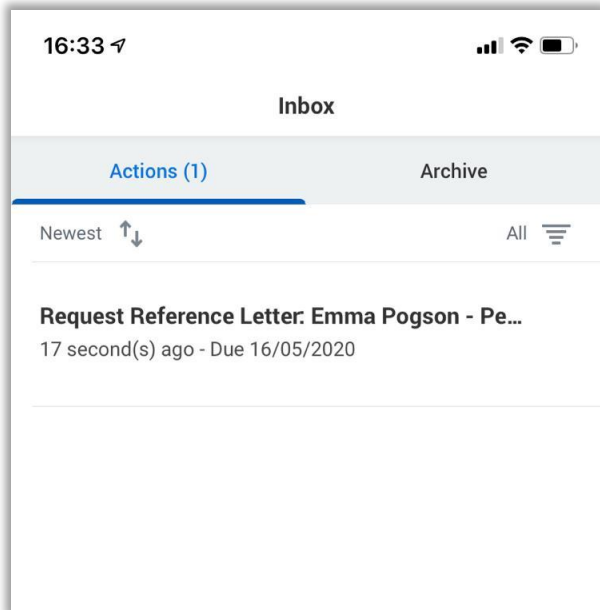 16:33
Inbox
Actions (1) Archive
Newest All
Request Reference Letter: Emma Pogson - Pe...
17 second(s) ago - Due 16/05/2020